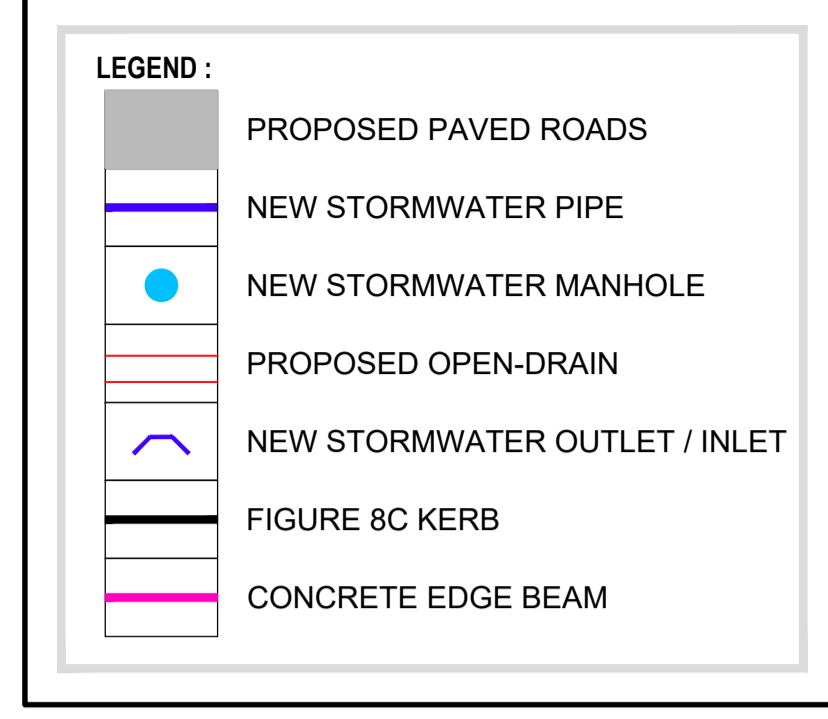 LEGEND :
PROPOSED PAVED ROADS
NEW STORMWATER PIPE
NEW STORMWATER MANHOLE
PROPOSED OPEN-DRAIN
NEW STORMWATER OUTLET / INLET
FIGURE 8C KERB
CONCRETE EDGE BEAM